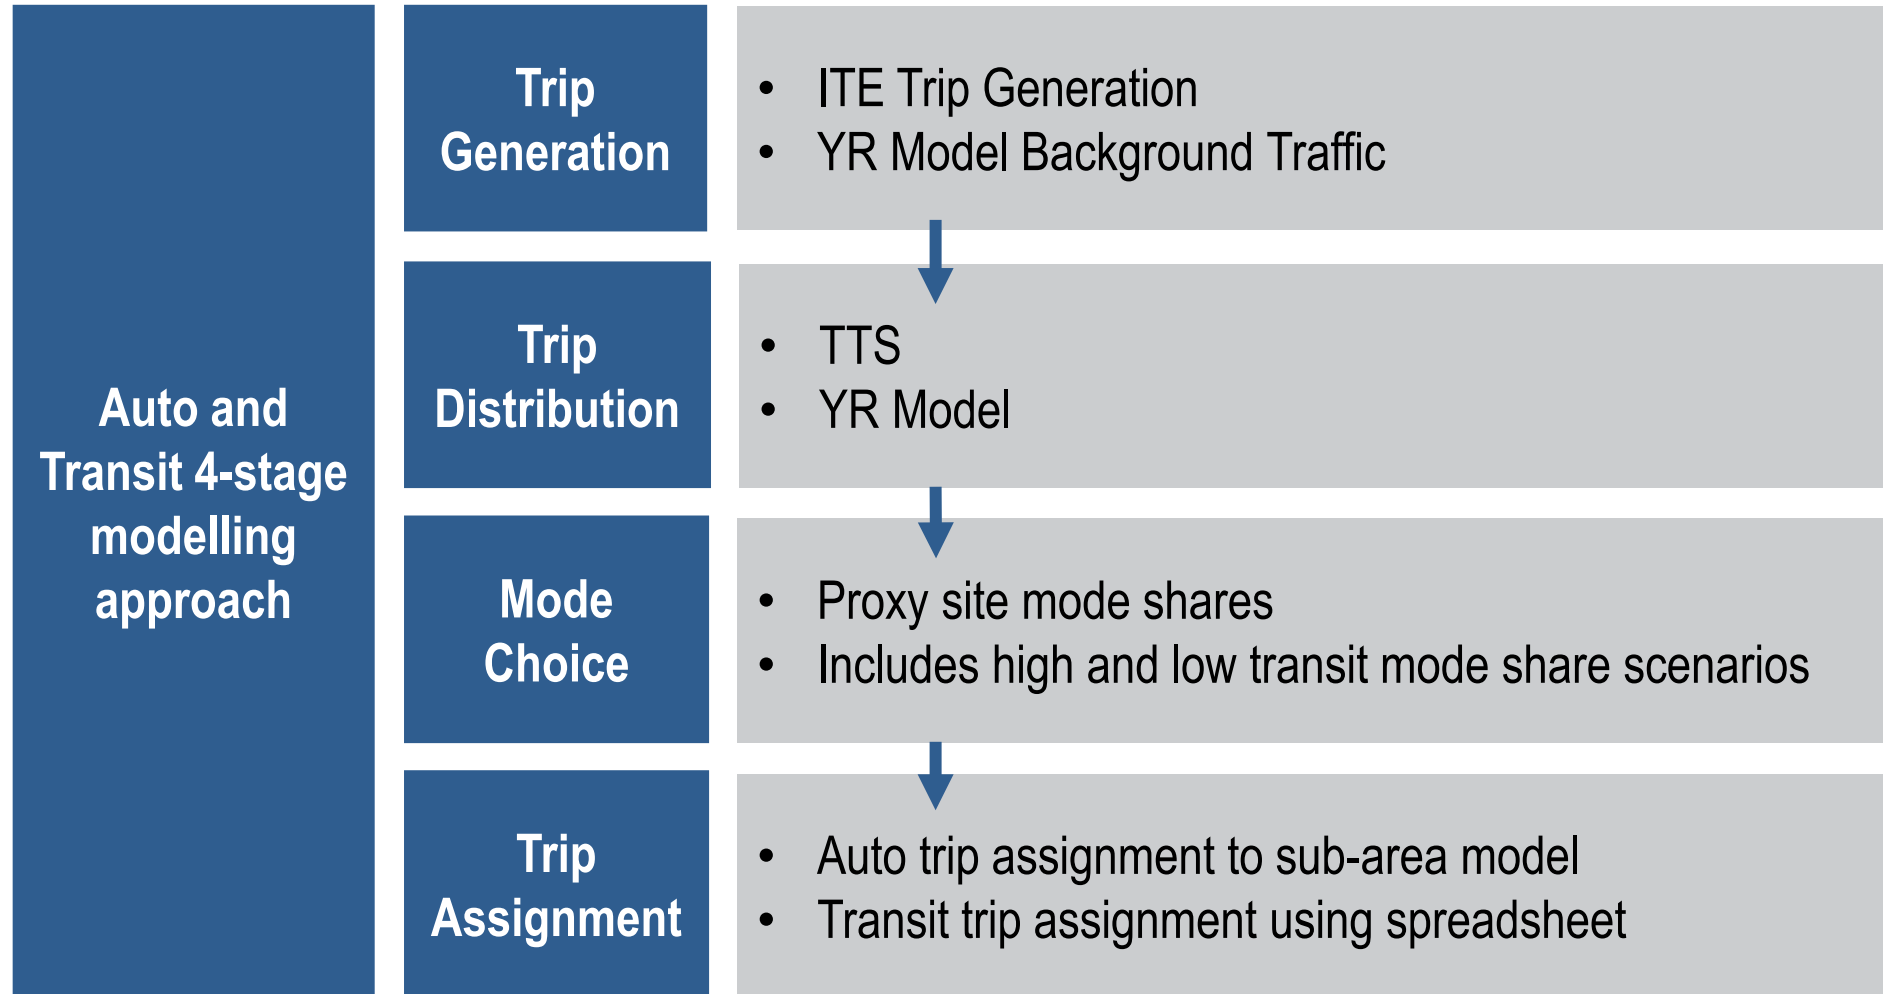 Auto and
Transit 4-stage
modelling
approach
Trip
Generation
• ITE Trip Generation
• YR Model Background Traffic
Trip
Distribution
• TTS
• YR Model
Mode
Choice
• Proxy site mode shares
• Includes high and low transit mode share scenarios
Trip
Assignment
• Auto trip assignment to sub-area model
• Transit trip assignment using spreadsheet